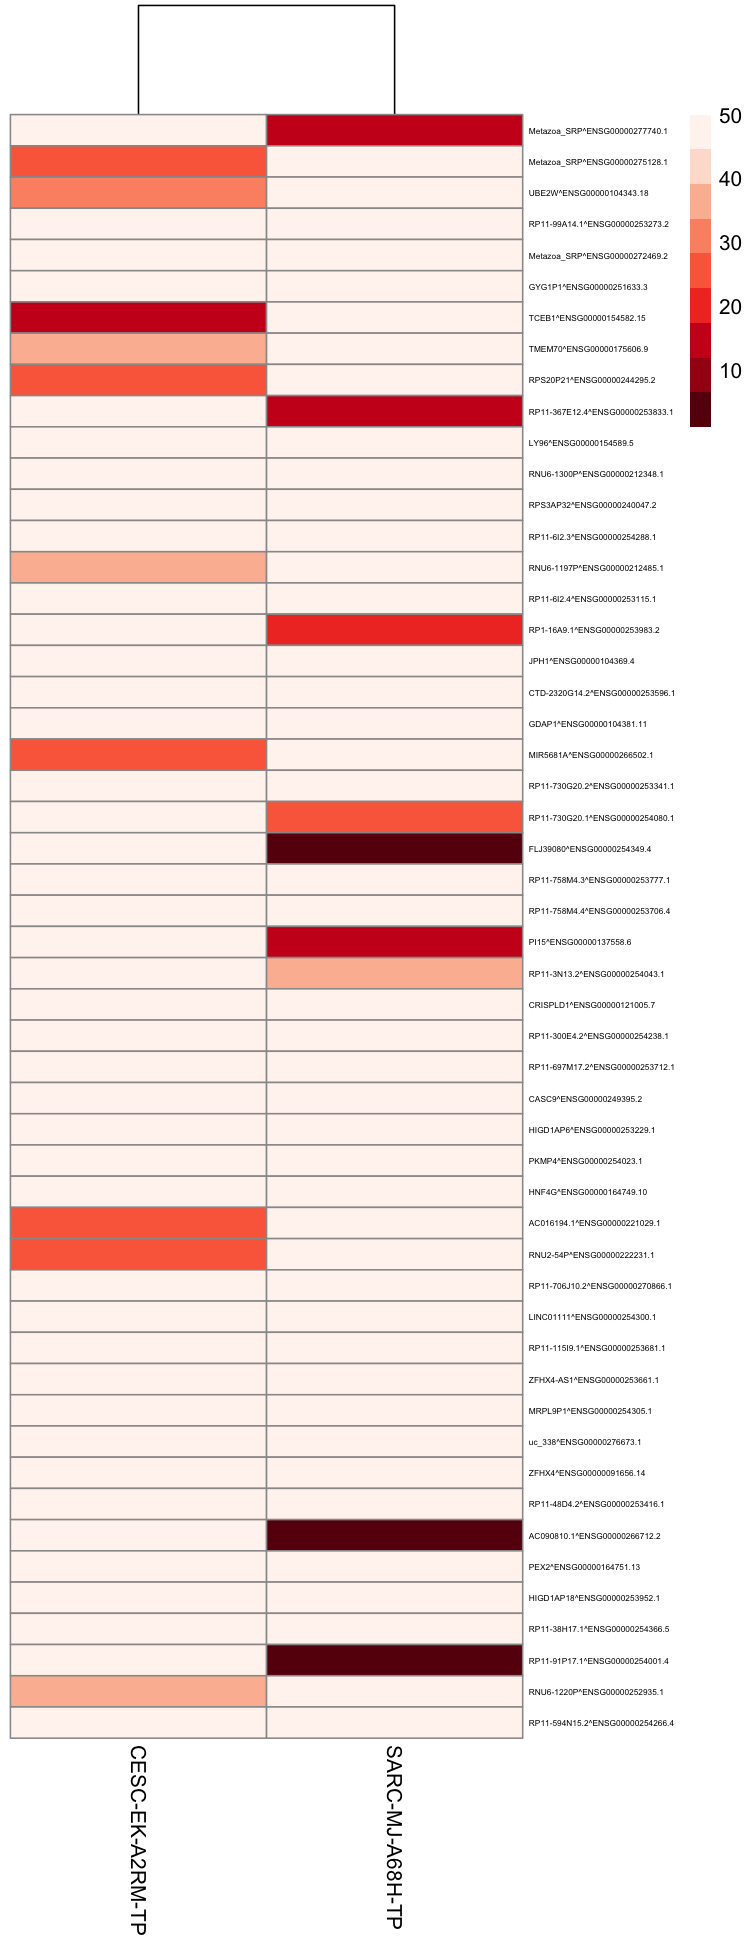 50
40
30
20
10
Metazoa_SRP^ENSG00000277740.1
Metazoa_SRP^ENSG00000275128.1
UBE2W^ENSG00000104343.18
RP11-99A14.1^ENSG00000253273.2
Metazoa_SRP^ENSG00000272469.2
GYG1P1^ENSG00000251633.3
TCEB1^ENSG00000154582.15
TMEM70^ENSG00000175606.9
RPS20P21^ENSG00000244295.2
RP11-367E12.4^ENSG00000253833.1
LY96^ENSG00000154589.5
RNU6-1300P^ENSG00000212348.1
RPS3AP32^ENSG00000240047.2
RP11-6I2.3^ENSG00000254288.1
RNU6-1197P^ENSG00000212485.1
RP11-6I2.4^ENSG00000253115.1
RP1-16A9.1^ENSG00000253983.2
JPH1^ENSG00000104369.4
CTD-2320G14.2^ENSG00000253596.1
GDAP1^ENSG00000104381.11
MIR5681A^ENSG00000266502.1
RP11-730G20.2^ENSG00000253341.1
RP11-730G20.1^ENSG00000254080.1
FLJ39080^ENSG00000254349.4
RP11-758M4.3^ENSG00000253777.1
RP11-758M4.4^ENSG00000253706.4
PI15^ENSG00000137558.6
RP11-3N13.2^ENSG00000254043.1
CRISPLD1^ENSG00000121005.7
RP11-300E4.2^ENSG00000254238.1
RP11-697M17.2^ENSG00000253712.1
CASC9^ENSG00000249395.2
HIGD1AP6^ENSG00000253229.1
PKMP4^ENSG00000254023.1
HNF4G^ENSG00000164749.10
AC016194.1^ENSG00000221029.1
RNU2-54P^ENSG00000222231.1
RP11-706J10.2^ENSG00000270866.1
LINC01111^ENSG00000254300.1
RP11-115I9.1^ENSG00000253681.1
ZFHX4-AS1^ENSG00000253661.1
MRPL9P1^ENSG00000254305.1
uc_338^ENSG00000276673.1
ZFHX4^ENSG00000091656.14
RP11-48D4.2^ENSG00000253416.1
AC090810.1^ENSG00000266712.2
PEX2^ENSG00000164751.13
HIGD1AP18^ENSG00000253952.1
RP11-38H17.1^ENSG00000254366.5
RP11-91P17.1^ENSG00000254001.4
RNU6-1220P^ENSG00000252935.1
RP11-594N15.2^ENSG00000254266.4
CESC-EK-A2RM-TP
SARC-MJ-A68H-TP